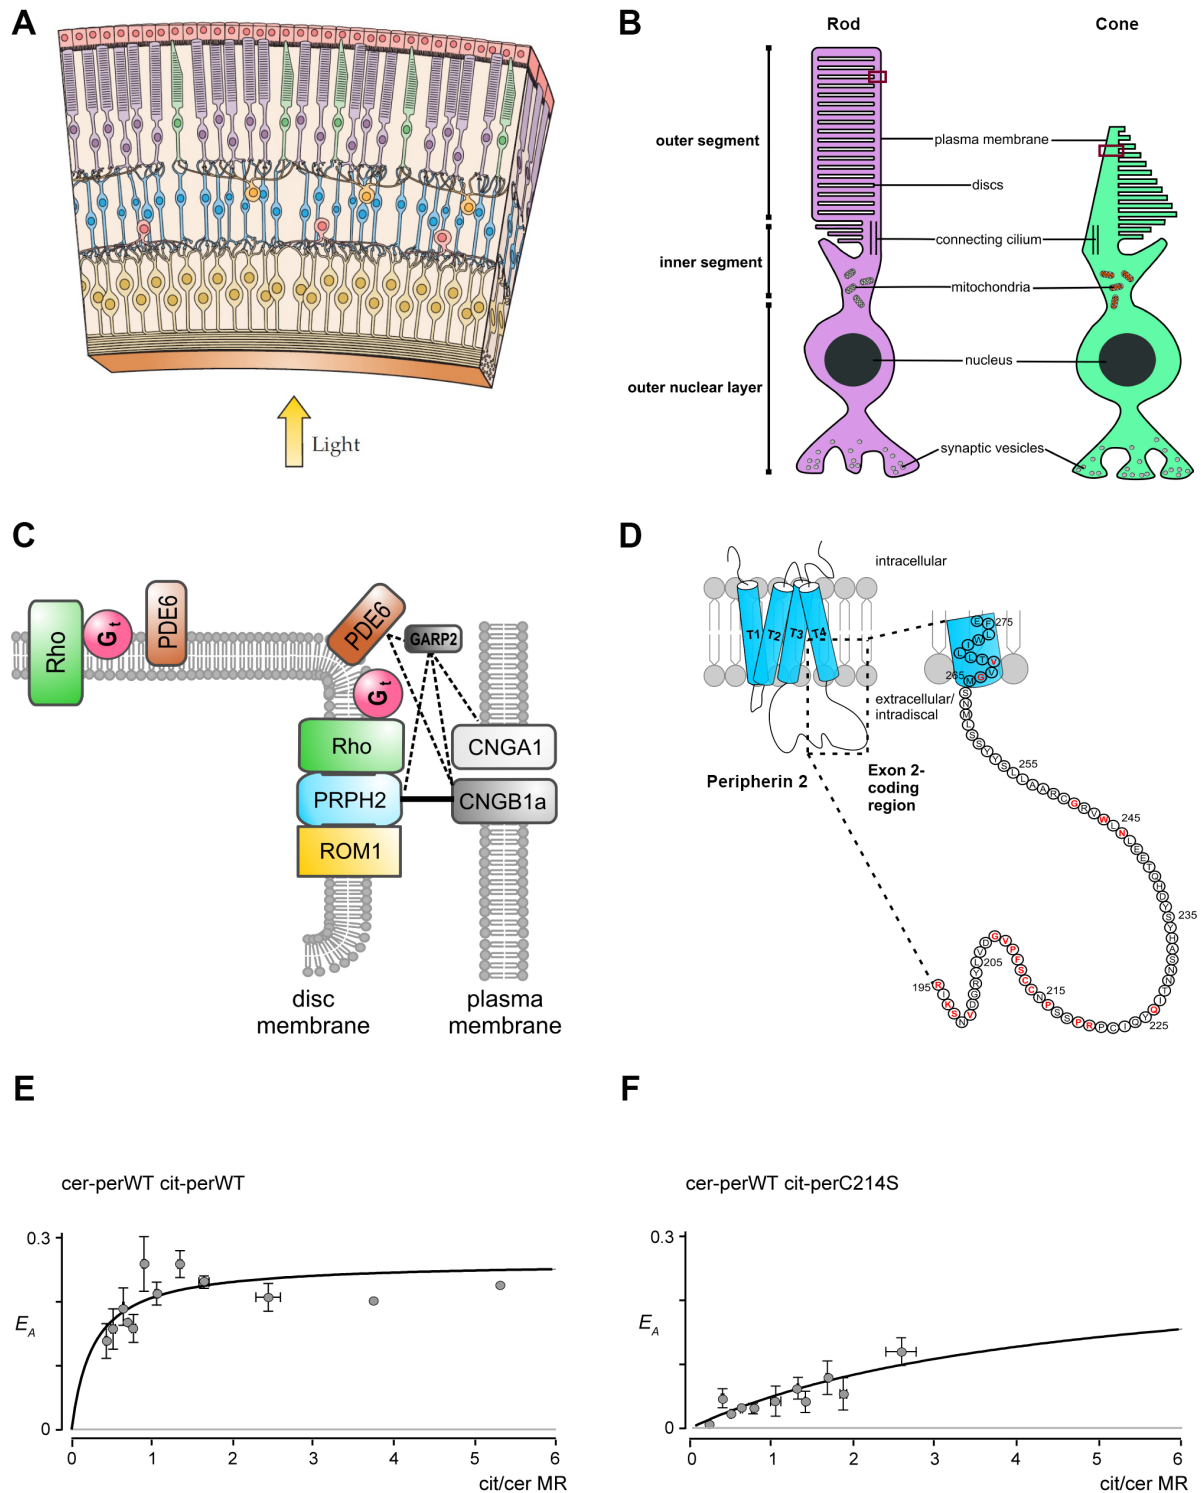 A
Light
B
Rod
Cone
outer segment
plasma membrane
discs
connecting cilium
inner segment
mitochondria
nucleus
outer nuclear layer
synaptic vesicles
C
Rho
Gt
PDE6
PDE6
GARP2
Gt
Rho
CNGA1
PRPH2
CNGB1a
ROM1
disc
membrane
plasma
membrane
D
intracellular
T1
T2
T3
T4
extracellular/
intradiscal
Peripherin 2
Exon 2-
coding
region
275
265
255
245
235
225
215
205
195
E
cer-perWT cit-perWT
0.3
EA
0
0
1
2
3
4
5
6
cit/cer MR
F
cer-perWT cit-perC214S
0.3
EA
0
0
1
2
3
4
5
6
cit/cer MR